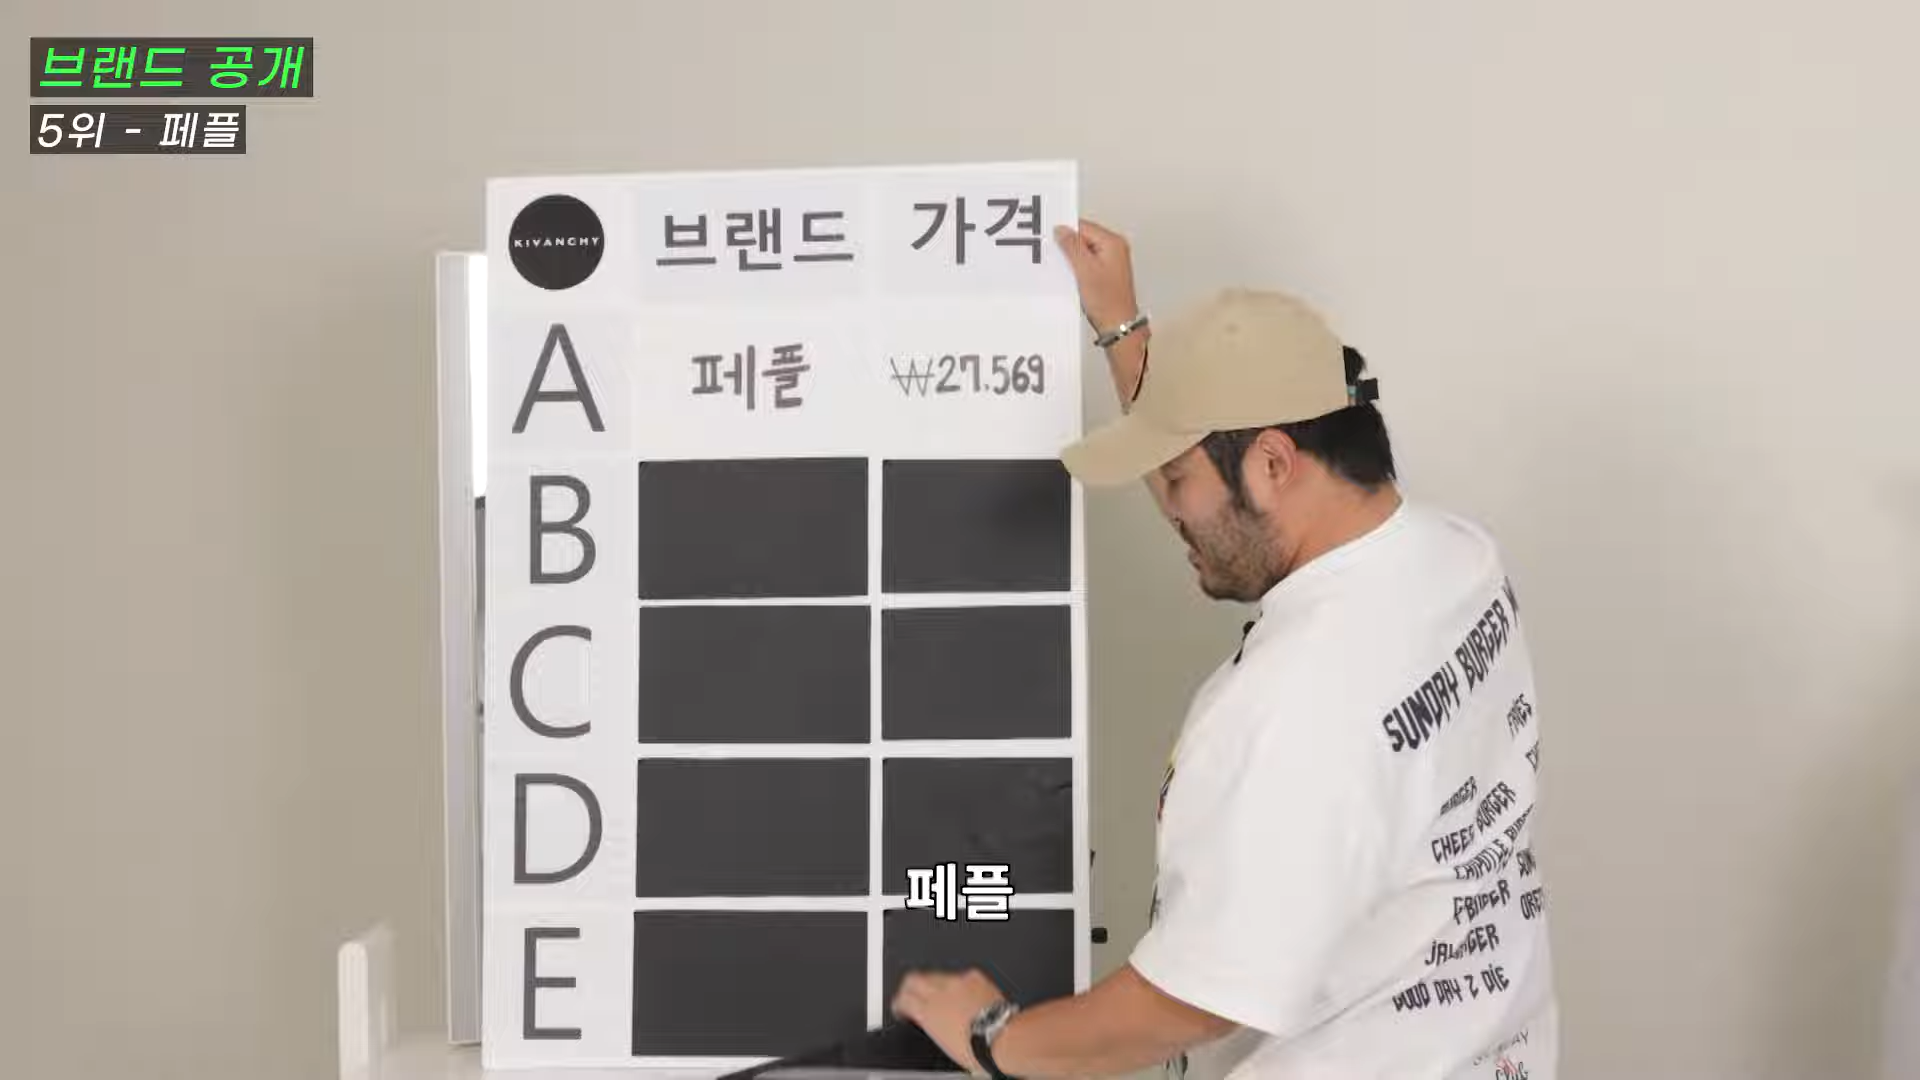 브랜드 공개
5위 - 페플
KIVANCHY
브랜드 가격
A 페플 ₩27.569
B
C
D
E
페플
SUNDAY BURGER
FRIES
BURGER
CHEESE BURGER
CHIPOTLE
GOOD DAY 2 DIE